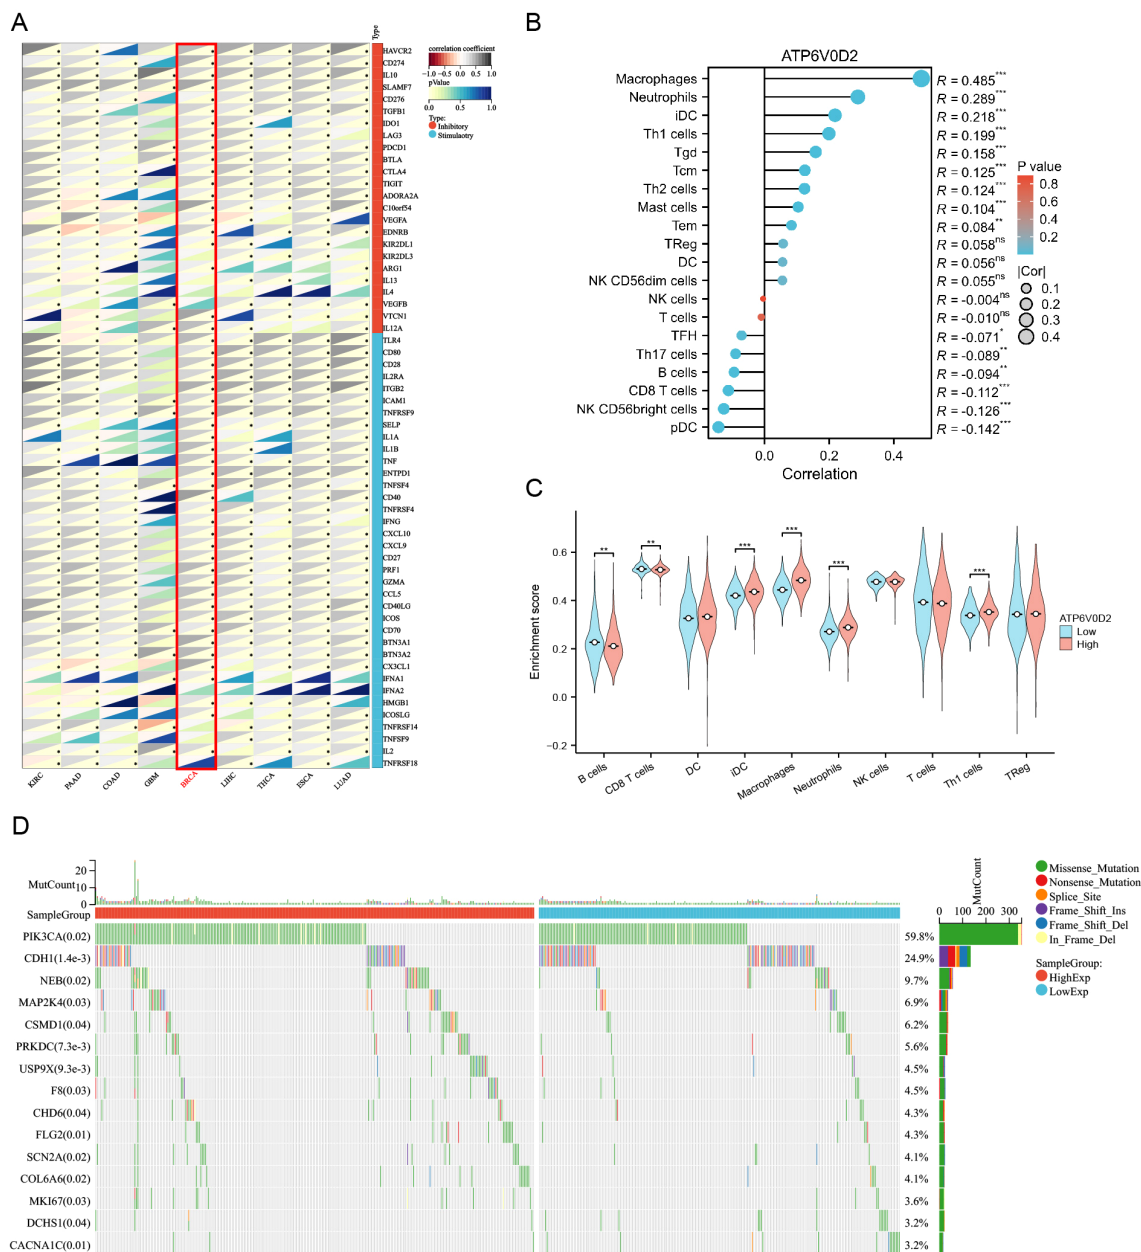 A
Type
HAVCR2
CD274
IL10
SLAMF7
CD276
TGFB1
IDO1
LAG3
PDCD1
BTLA
CTLA4
TIGIT
ADORA2A
C10orf54
VEGFA
EDNRB
KIR2DL1
KIR2DL3
ARG1
IL13
IL4
VEGFB
VTCN1
IL12A
TLR4
CD80
CD28
IL2RA
ITGB2
ICAM1
TNFRSF9
SELP
IL1A
IL1B
TNF
ENTPD1
TNFSF4
CD40
TNFRSF4
IFNG
CXCL10
CXCL9
CD27
PRF1
GZMA
CCL5
CD40LG
ICOS
CD70
BTN3A1
BTN3A2
CX3CL1
IFNA1
IFNA2
HMGB1
ICOSLG
TNFRSF14
TNFSF9
IL2
TNFRSF18
KIRC PAAD COAD GBM BRCA LIHC THCA ESCA LUAD
correlation coefficient
-1.0 -0.5 0.0 0.5 1.0
pValue
0.0 0.5 1.0
Type:
Inhibitory
Stimulaotry
B
ATP6V0D2
Macrophages R = 0.485***
Neutrophils R = 0.289***
iDC R = 0.218***
Th1 cells R = 0.199***
Tgd R = 0.158***
Tcm R = 0.125***
Th2 cells R = 0.124***
Mast cells R = 0.104***
Tem R = 0.084**
TReg R = 0.058ns
DC R = 0.056ns
NK CD56dim cells R = 0.055ns
NK cells R = -0.004ns
T cells R = -0.010ns
TFH R = -0.071*
Th17 cells R = -0.089**
B cells R = -0.094**
CD8 T cells R = -0.112***
NK CD56bright cells R = -0.126***
pDC R = -0.142***
0.0 0.2 0.4
Correlation
P value
0.8
0.6
0.4
0.2
|Cor|
0.1
0.2
0.3
0.4
C
Enrichment score
0.6
0.4
0.2
0.0
-0.2
** ** *** *** *** ***
B cells CD8 T cells DC iDC Macrophages Neutrophils NK cells T cells Th1 cells TReg
ATP6V0D2
Low
High
D
MutCount
20
10
0
SampleGroup
PIK3CA(0.02) 59.8%
CDH1(1.4e-3) 24.9%
NEB(0.02) 9.7%
MAP2K4(0.03) 6.9%
CSMD1(0.04) 6.2%
PRKDC(7.3e-3) 5.6%
USP9X(9.3e-3) 4.5%
F8(0.03) 4.5%
CHD6(0.04) 4.3%
FLG2(0.01) 4.3%
SCN2A(0.02) 4.1%
COL6A6(0.02) 4.1%
MKI67(0.03) 3.6%
DCHS1(0.04) 3.2%
CACNA1C(0.01) 3.2%
MutCount
0 100 200 300
Missense_Mutation
Nonsense_Mutation
Splice_Site
Frame_Shift_Ins
Frame_Shift_Del
In_Frame_Del
SampleGroup:
HighExp
LowExp